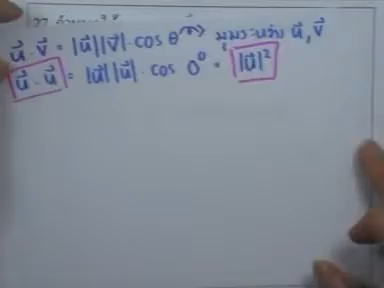 u⃗ · v⃗ = |u⃗||v⃗| · cos θ → มุมระหว่าง u⃗, v⃗
u⃗ · u⃗ = |u⃗||u⃗| · cos 0° = |u⃗|²